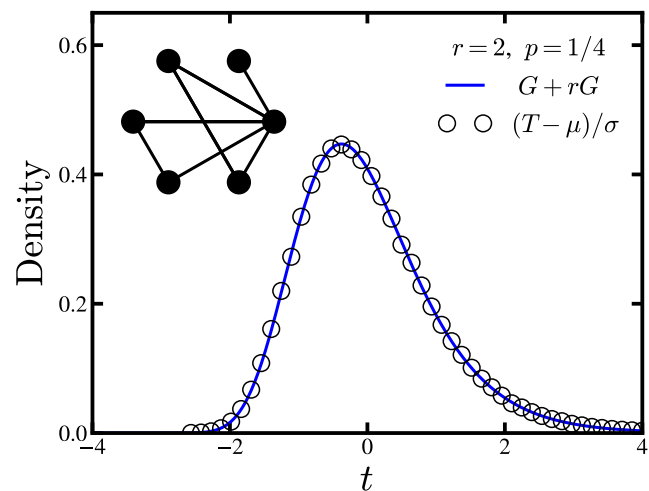 r = 2, p = 1/4
G + rG
(T − μ)/σ
Density
0.6
0.4
0.2
0.0
−4
−2
0
2
4
t